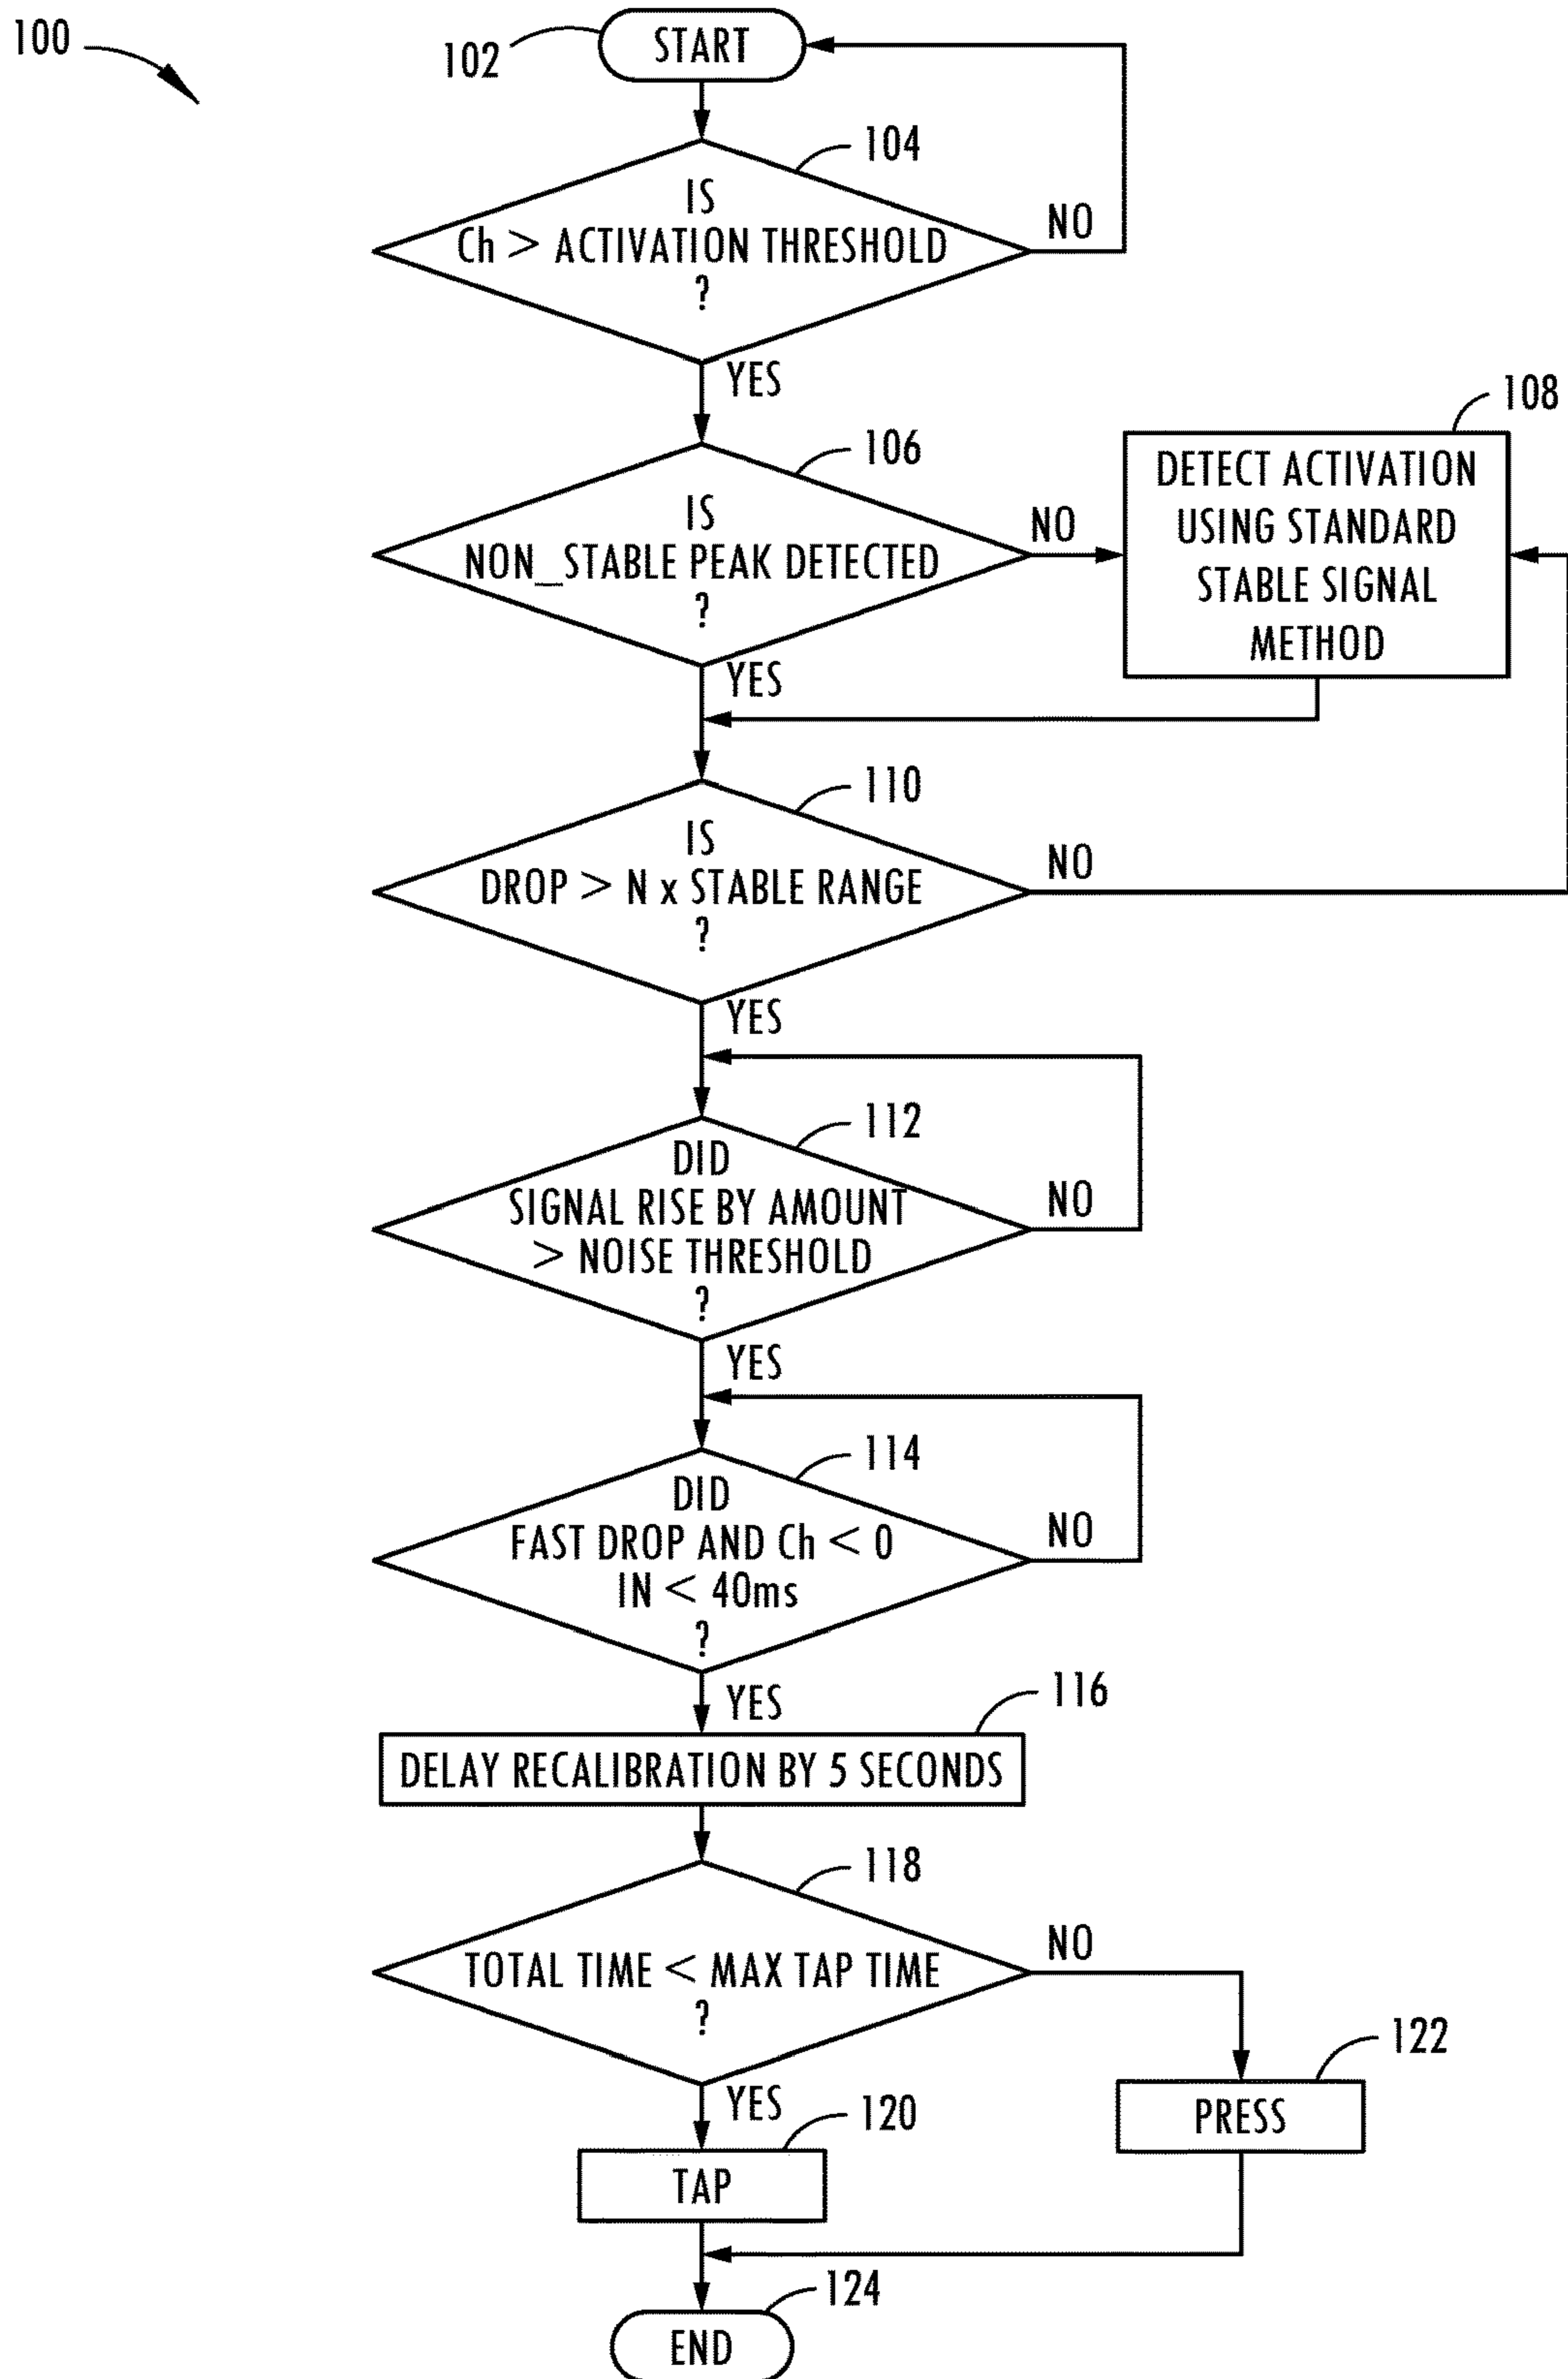 100
102
START
104
IS
Ch > ACTIVATION THRESHOLD
?
NO
YES
106
IS
NON_STABLE PEAK DETECTED
?
NO
108
DETECT ACTIVATION
USING STANDARD
STABLE SIGNAL
METHOD
YES
110
IS
DROP > N x STABLE RANGE
?
NO
YES
112
DID
SIGNAL RISE BY AMOUNT
> NOISE THRESHOLD
?
NO
YES
114
DID
FAST DROP AND Ch < 0
IN < 40ms
?
NO
YES
116
DELAY RECALIBRATION BY 5 SECONDS
118
TOTAL TIME < MAX TAP TIME
?
NO
YES
122
PRESS
120
TAP
124
END